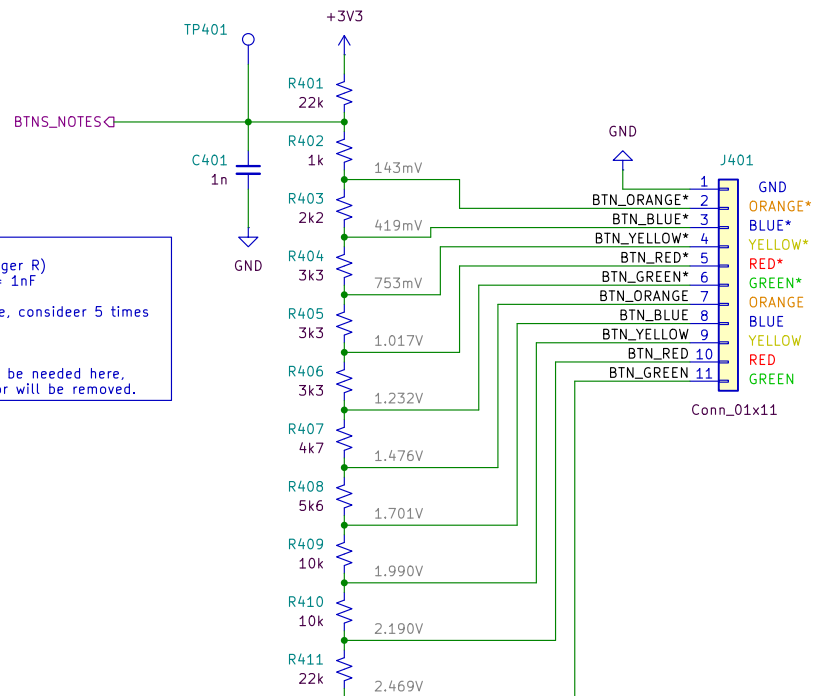 +3V3
TP401
R401
22k
BTNS_NOTES
R402
1k
C401
1n
GND
143mV
R403
2k2
419mV
R404
3k3
753mV
R405
3k3
1.017V
R406
3k3
1.232V
R407
4k7
1.476V
R408
5k6
1.701V
R409
10k
1.990V
R410
10k
2.190V
R411
22k
2.469V
R)
1nF
consideer 5 times
be needed here,
will be removed.
GND
J401
1 GND
BTN_ORANGE* 2 ORANGE*
BTN_BLUE* 3 BLUE*
BTN_YELLOW* 4 YELLOW*
BTN_RED* 5 RED*
BTN_GREEN* 6 GREEN*
BTN_ORANGE 7 ORANGE
BTN_BLUE 8 BLUE
BTN_YELLOW 9 YELLOW
BTN_RED 10 RED
BTN_GREEN 11 GREEN
Conn_01x11